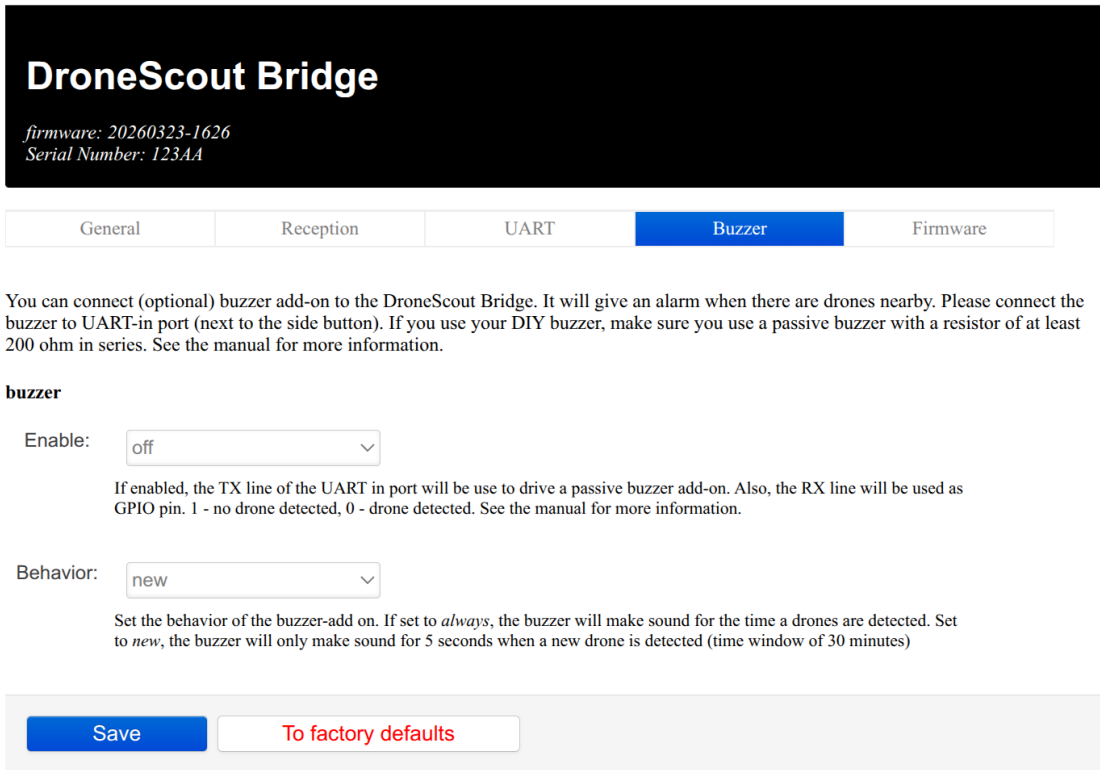 DroneScout Bridge
firmware: 20260323-1626
Serial Number: 123AA
General Reception UART Buzzer Firmware
You can connect (optional) buzzer add-on to the DroneScout Bridge. It will give an alarm when there are drones nearby. Please connect the
buzzer to UART-in port (next to the side button). If you use your DIY buzzer, make sure you use a passive buzzer with a resistor of at least
200 ohm in series. See the manual for more information.
buzzer
Enable: off
If enabled, the TX line of the UART in port will be use to drive a passive buzzer add-on. Also, the RX line will be used as
GPIO pin. 1 - no drone detected, 0 - drone detected. See the manual for more information.
Behavior: new
Set the behavior of the buzzer-add on. If set to always, the buzzer will make sound for the time a drones are detected. Set
to new, the buzzer will only make sound for 5 seconds when a new drone is detected (time window of 30 minutes)
Save To factory defaults